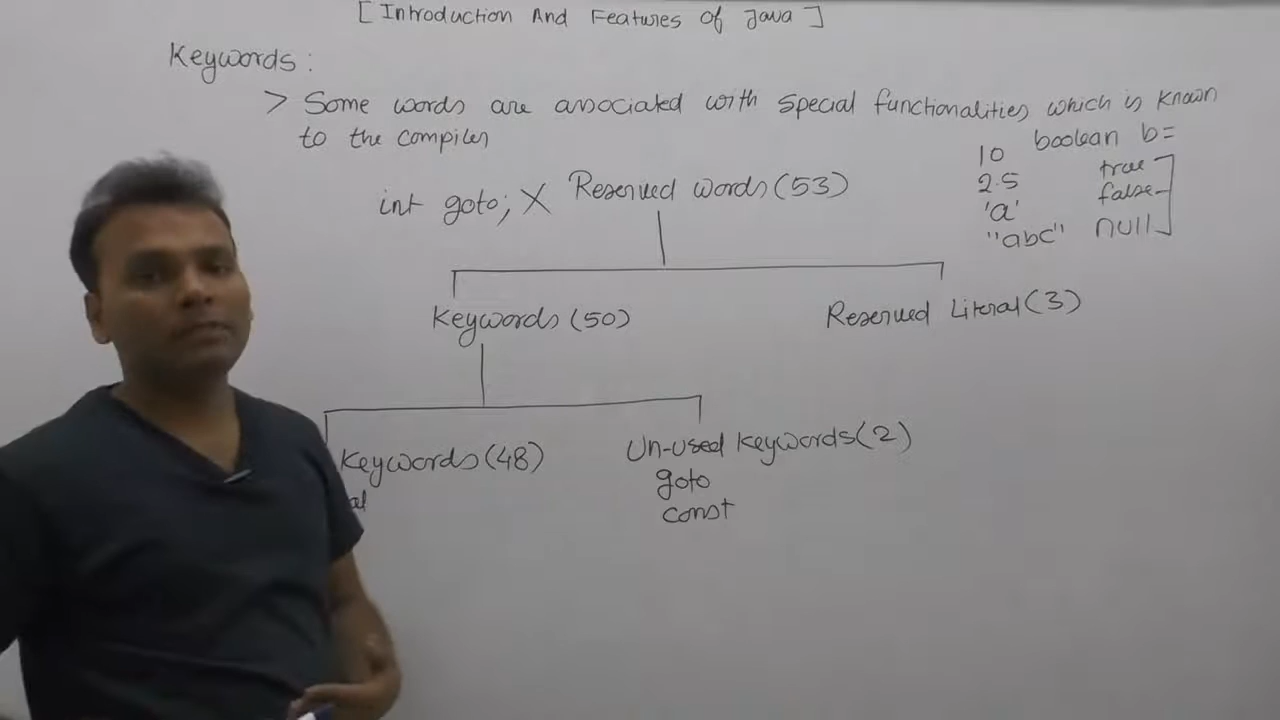 [ Introduction And Features of Java ]
Keywords :
> Some words are associated with special functionalities which is known
to the compiler
10 boolean b=
2.5 true
'a' false
"abc" null
int goto; X Reserved words (53)
Keywords (50) Reserved Literal (3)
Keywords (48) Un-used keywords (2)
goto
const